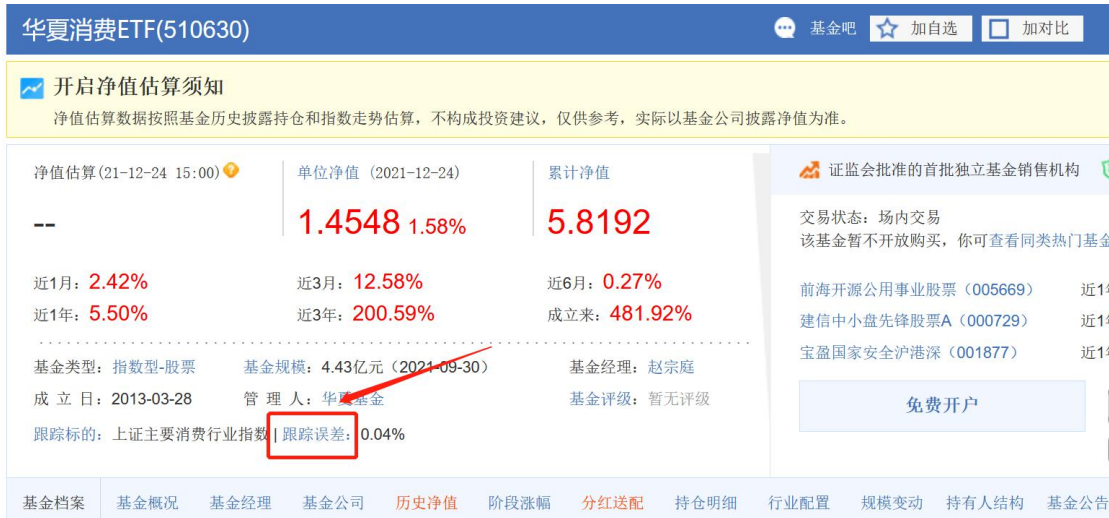 华夏消费ETF(510630)
基金吧 加自选 加对比
开启净值估算须知
净值估算数据按照基金历史披露持仓和指数走势估算，不构成投资建议，仅供参考，实际以基金公司披露净值为准。
净值估算(21-12-24 15:00) 单位净值 (2021-12-24) 累计净值
-- 1.4548 1.58% 5.8192
近1月: 2.42% 近3月: 12.58% 近6月: 0.27%
近1年: 5.50% 近3年: 200.59% 成立来: 481.92%
基金类型: 指数型-股票 基金规模: 4.43亿元 (2021-09-30) 基金经理: 赵宗庭
成 立 日: 2013-03-28 管 理 人: 华夏基金 基金评级: 暂无评级
跟踪标的: 上证主要消费行业指数 | 跟踪误差: 0.04%
证监会批准的首批独立基金销售机构
交易状态: 场内交易
该基金暂不开放购买，你可查看同类热门基金
前海开源公用事业股票 (005669) 近1年
建信中小盘先锋股票A (000729) 近1年
宝盈国家安全沪港深 (001877) 近1年
免费开户
基金档案 基金概况 基金经理 基金公司 历史净值 阶段涨幅 分红送配 持仓明细 行业配置 规模变动 持有人结构 基金公告